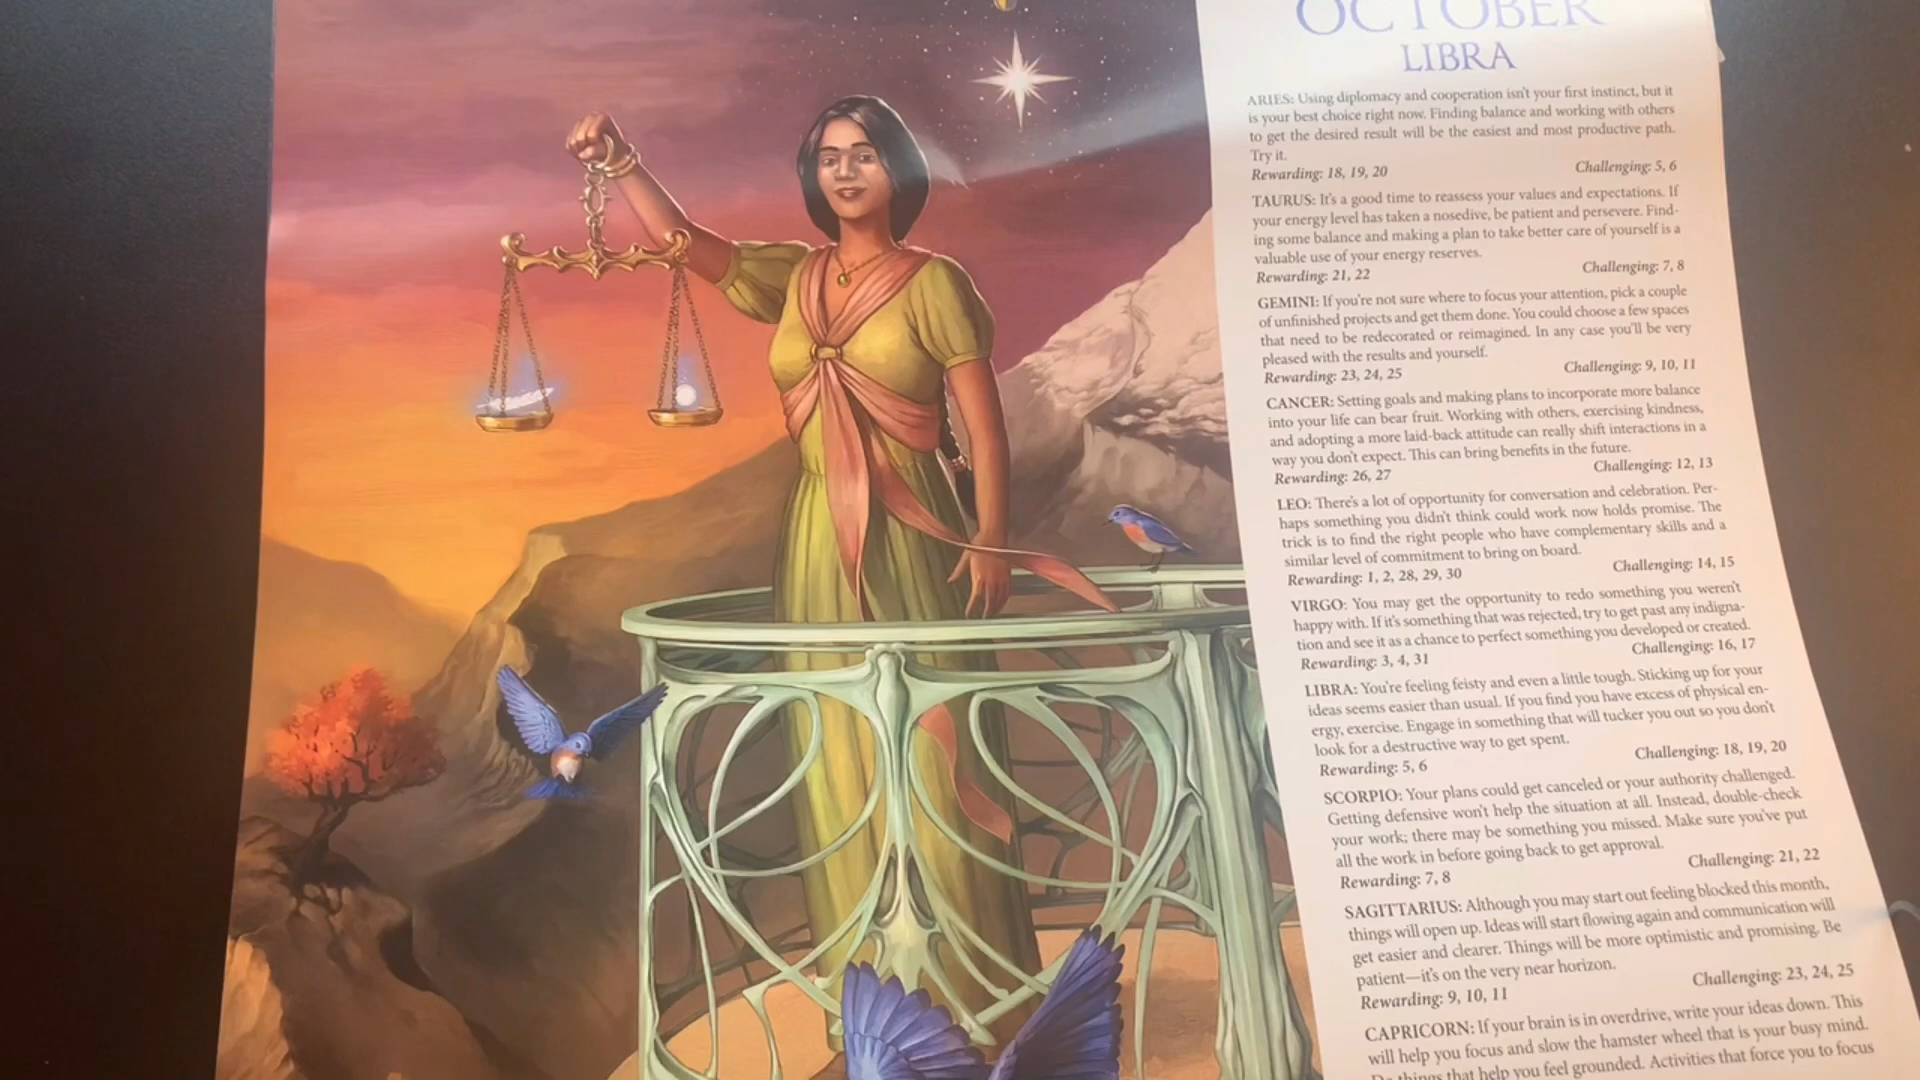 OCTOBER
LIBRA
ARIES: Using diplomacy and cooperation isn't your first instinct, but it
is your best choice right now. Finding balance and working with others
to get the desired result will be the easiest and most productive path.
Try it.
Rewarding: 18, 19, 20 Challenging: 5, 6
TAURUS: It's a good time to reassess your values and expectations. If
your energy level has taken a nosedive, be patient and persevere. Find-
ing some balance and making a plan to take better care of yourself is a
valuable use of your energy reserves.
Rewarding: 21, 22 Challenging: 7, 8
GEMINI: If you're not sure where to focus your attention, pick a couple
of unfinished projects and get them done. You could choose a few spaces
that need to be redecorated or reimagined. In any case you'll be very
pleased with the results and yourself.
Rewarding: 23, 24, 25 Challenging: 9, 10, 11
CANCER: Setting goals and making plans to incorporate more balance
into your life can bear fruit. Working with others, exercising kindness,
and adopting a more laid-back attitude can really shift interactions in a
way you don't expect. This can bring benefits in the future.
Rewarding: 26, 27 Challenging: 12, 13
LEO: There's a lot of opportunity for conversation and celebration. Per-
haps something you didn't think could work now holds promise. The
trick is to find the right people who have complementary skills and a
similar level of commitment to bring on board.
Rewarding: 1, 2, 28, 29, 30 Challenging: 14, 15
VIRGO: You may get the opportunity to redo something you weren't
happy with. If it's something that was rejected, try to get past any indigna-
tion and see it as a chance to perfect something you developed or created.
Rewarding: 3, 4, 31 Challenging: 16, 17
LIBRA: You're feeling feisty and even a little tough. Sticking up for your
ideas seems easier than usual. If you find you have excess of physical en-
ergy, exercise. Engage in something that will tucker you out so you don't
look for a destructive way to get spent.
Rewarding: 5, 6 Challenging: 18, 19, 20
SCORPIO: Your plans could get canceled or your authority challenged.
Getting defensive won't help the situation at all. Instead, double-check
your work; there may be something you missed. Make sure you've put
all the work in before going back to get approval.
Rewarding: 7, 8 Challenging: 21, 22
SAGITTARIUS: Although you may start out feeling blocked this month,
things will open up. Ideas will start flowing again and communication will
get easier and clearer. Things will be more optimistic and promising. Be
patient—it's on the very near horizon.
Rewarding: 9, 10, 11 Challenging: 23, 24, 25
CAPRICORN: If your brain is in overdrive, write your ideas down. This
will help you focus and slow the hamster wheel that is your busy mind.
Do things that help you feel grounded. Activities that force you to focus